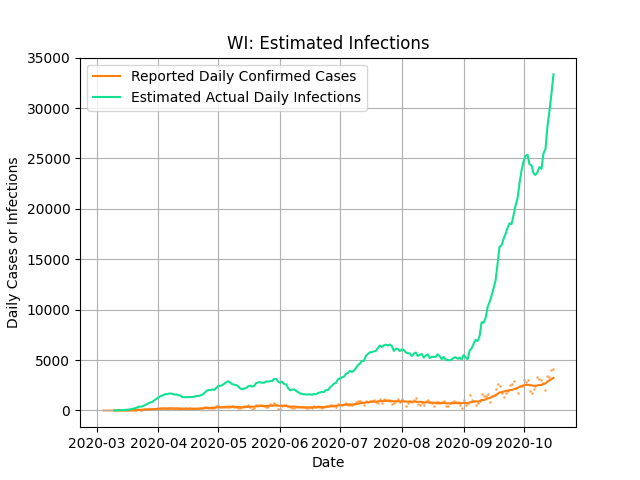 WI: Estimated Infections
Reported Daily Confirmed Cases
Estimated Actual Daily Infections
35000
30000
25000
20000
15000
10000
5000
0
Daily Cases or Infections
2020-03 2020-04 2020-05 2020-06 2020-07 2020-08 2020-09 2020-10
Date